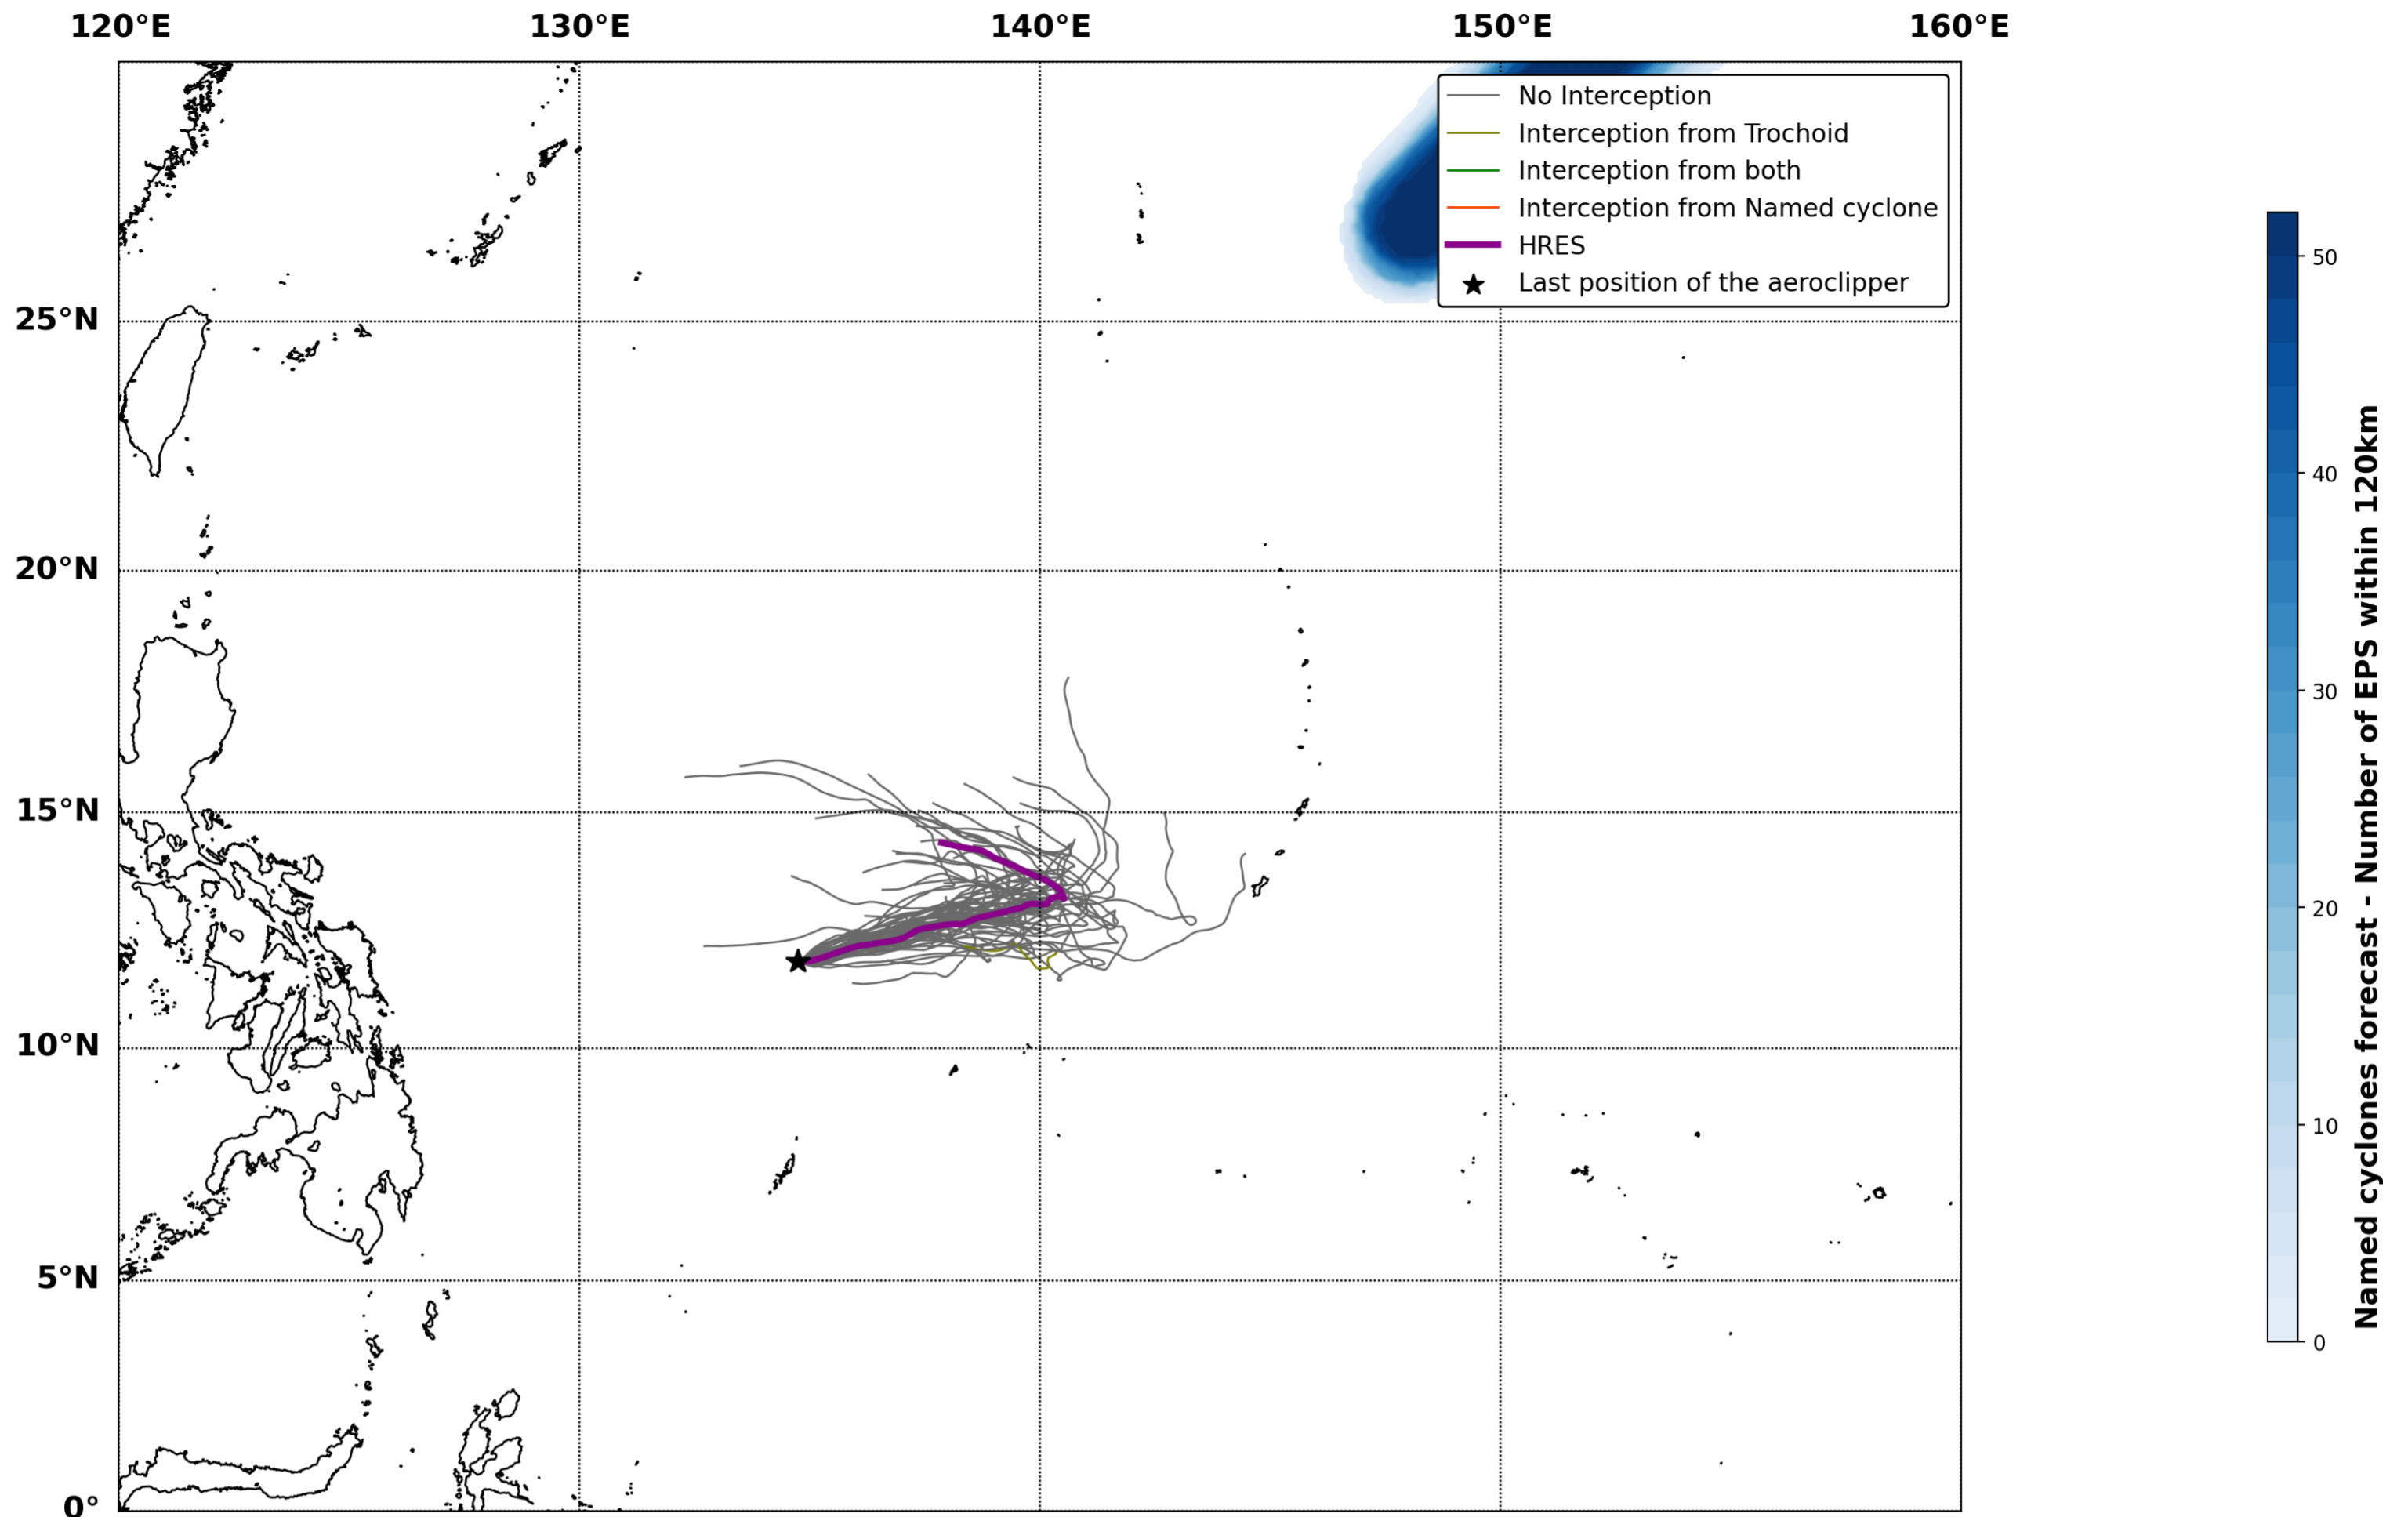 120°E 130°E 140°E 150°E 160°E
No Interception
Interception from Trochoid
Interception from both
Interception from Named cyclone
HRES
Last position of the aeroclipper
25°N
20°N
15°N
10°N
5°N
0°
50
40
30
20
10
0
Named cyclones forecast - Number of EPS within 120km